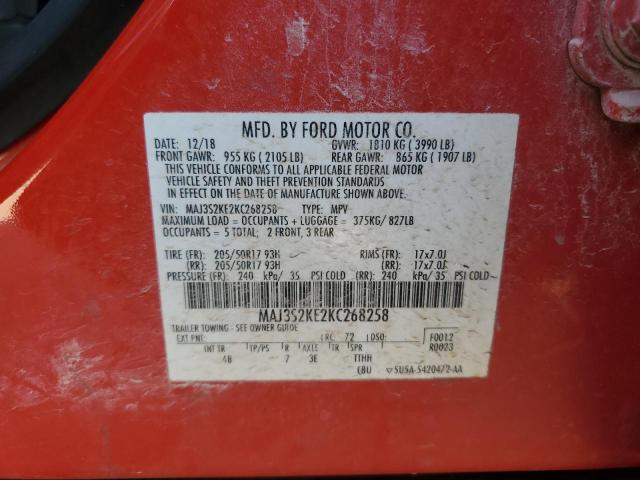 MFD. BY FORD MOTOR CO.
DATE: 12/18 GVWR: 1810 KG ( 3990 LB)
FRONT GAWR: 955 KG ( 2105 LB) REAR GAWR: 865 KG ( 1907 LB)
THIS VEHICLE CONFORMS TO ALL APPLICABLE FEDERAL MOTOR
VEHICLE SAFETY AND THEFT PREVENTION STANDARDS
IN EFFECT ON THE DATE OF MANUFACTURE SHOWN ABOVE.
VIN: MAJ3S2KE2KC268258 TYPE: MPV
MAXIMUM LOAD = OCCUPANTS + LUGGAGE = 375KG/ 827LB
OCCUPANTS = 5 TOTAL; 2 FRONT, 3 REAR
TIRE (FR): 205/50R17 93H RIMS (FR): 17x7.0J
(RR): 205/50R17 93H (RR): 17x7.0J
PRESSURE (FR): 240 kPa/ 35 PSI COLD (RR): 240 kPa/ 35 PSI COLD
MAJ3S2KE2KC268258
TRAILER TOWING - SEE OWNER GUIDE
EXT PNT: RC: 72 DSO: F0012
R0023
INT TR TP/PS R AXLE TR SPR
4B 7 3E TTHH
CBU 5U5A-5420472-AA